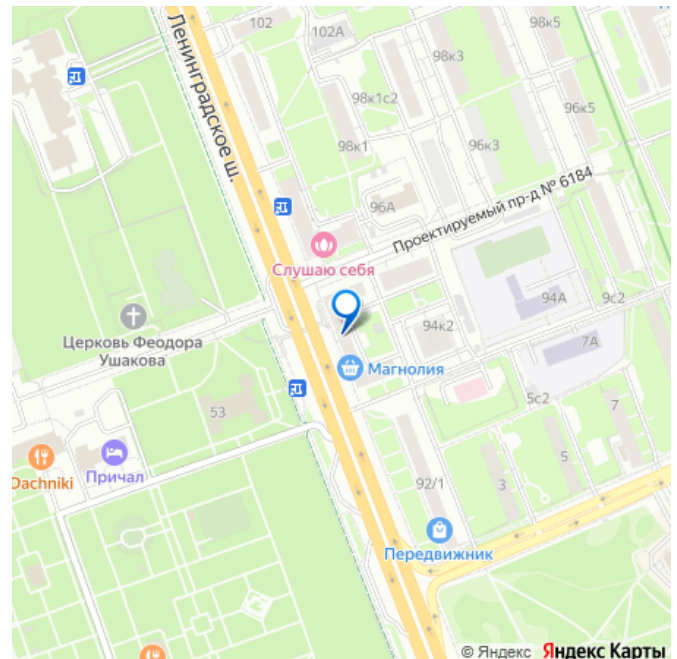 102
102А
98к5
98к3
Ленинградское ш.
98к1с2
96к5
98к1
96к3
96А
Проектируемый пр-д № 6184
Слушаю себя
94А
9с2
Церковь Феодора
Ушакова
94к2
7А
Магнолия
53
5с2
7
Dachniki
Причал
92/1
3
5
Передвижник
© Яндекс Яндекс Карты